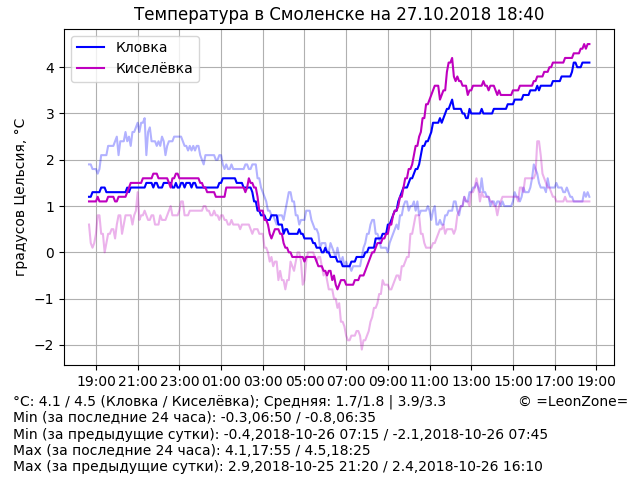 Температура в Смоленске на 27.10.2018 18:40
Кловка
Киселёвка
градусов Цельсия, °C
4
3
2
1
0
−1
−2
19:00 21:00 23:00 01:00 03:00 05:00 07:00 09:00 11:00 13:00 15:00 17:00 19:00
°C: 4.1 / 4.5 (Кловка / Киселёвка); Средняя: 1.7/1.8 | 3.9/3.3 © =LeonZone=
Min (за последние 24 часа): -0.3,06:50 / -0.8,06:35
Min (за предыдущие сутки): -0.4,2018-10-26 07:15 / -2.1,2018-10-26 07:45
Max (за последние 24 часа): 4.1,17:55 / 4.5,18:25
Max (за предыдущие сутки): 2.9,2018-10-25 21:20 / 2.4,2018-10-26 16:10